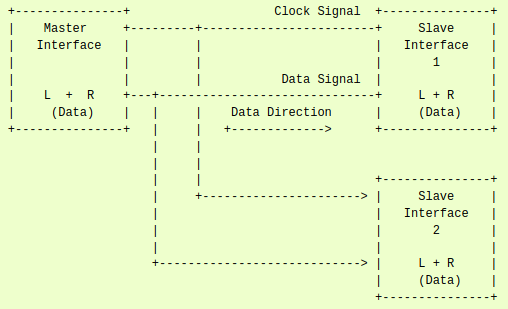 Clock Signal
Master Interface
Slave Interface 1
Data Signal
L + R (Data)
L + R (Data)
Data Direction
Slave Interface 2
L + R (Data)